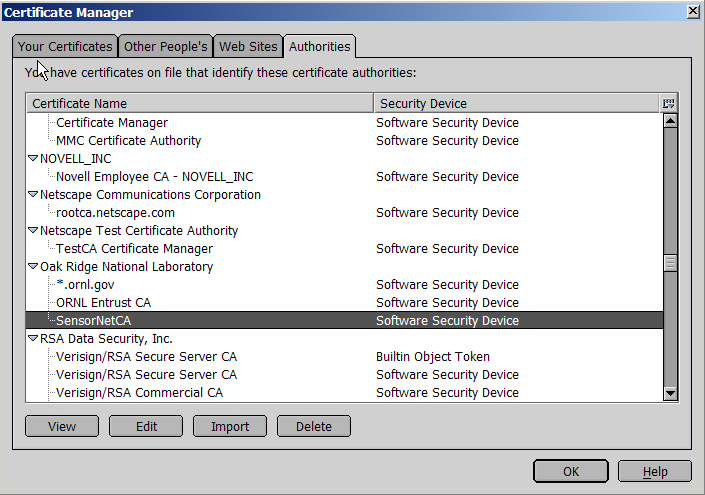 Certificate Manager
Your Certificates Other People's Web Sites Authorities
You have certificates on file that identify these certificate authorities:
Certificate Name Security Device
Certificate Manager Software Security Device
MMC Certificate Authority Software Security Device
NOVELL_INC
Novell Employee CA - NOVELL_INC Software Security Device
Netscape Communications Corporation
rootca.netscape.com Software Security Device
Netscape Test Certificate Authority
TestCA Certificate Manager Software Security Device
Oak Ridge National Laboratory
*.ornl.gov Software Security Device
ORNL Entrust CA Software Security Device
SensorNetCA Software Security Device
RSA Data Security, Inc.
Verisign/RSA Secure Server CA Builtin Object Token
Verisign/RSA Secure Server CA Software Security Device
Verisign/RSA Commercial CA Software Security Device
View Edit Import Delete
OK Help